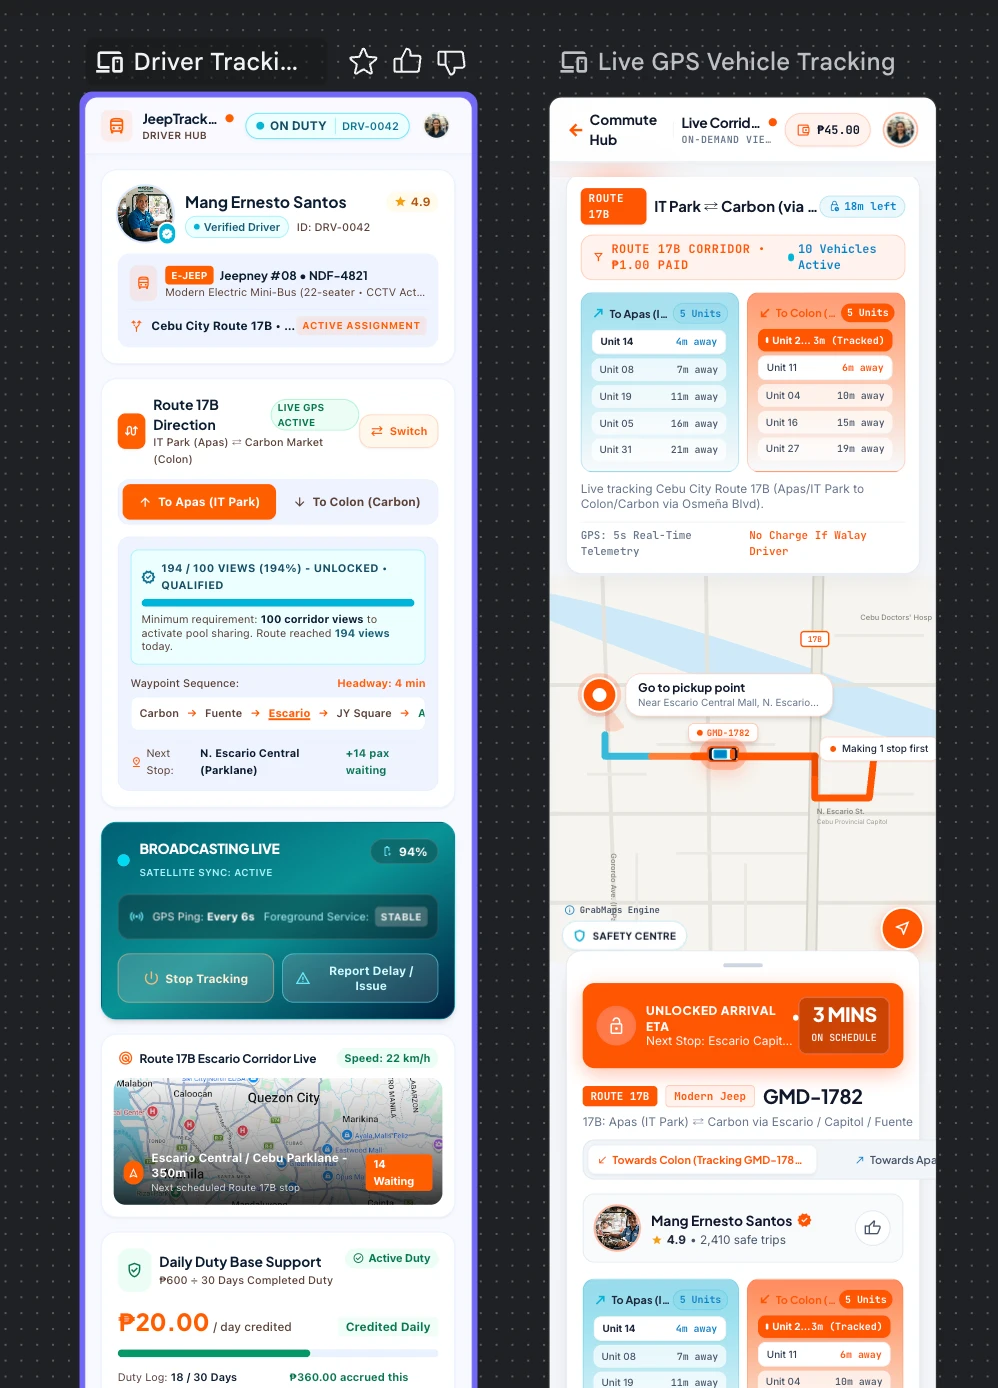 Driver Tracki...
JeepTrack...
DRIVER HUB
ON DUTY
DRV-0042
Mang Ernesto Santos
4.9
Verified Driver
ID: DRV-0042
E-JEEP
Jeepney #08 • NDF-4821
Modern Electric Mini-Bus (22-seater • CCTV Act...
Cebu City Route 17B • ...
ACTIVE ASSIGNMENT
Route 17B
Direction
LIVE GPS
ACTIVE
IT Park (Apas) ⇄ Carbon Market
(Colon)
Switch
↑ To Apas (IT Park)
↓ To Colon (Carbon)
194 / 100 VIEWS (194%) - UNLOCKED •
QUALIFIED
Minimum requirement: 100 corridor views to
activate pool sharing. Route reached 194 views
today.
Waypoint Sequence:
Headway: 4 min
Carbon → Fuente → Escario → JY Square → A
Next
Stop:
N. Escario Central
(Parklane)
+14 pax
waiting
BROADCASTING LIVE
SATELLITE SYNC: ACTIVE
94%
GPS Ping: Every 6s
Foreground Service:
STABLE
Stop Tracking
Report Delay /
Issue
Route 17B Escario Corridor Live
Speed: 22 km/h
Malabon
Caloocan
Quezon City
Marikina
Escario Central / Cebu Parklane -
350m
Next scheduled Route 17B stop
14
Waiting
Daily Duty Base Support
₱600 ÷ 30 Days Completed Duty
Active Duty
₱20.00 / day credited
Credited Daily
Duty Log: 18 / 30 Days
₱360.00 accrued this
Live GPS Vehicle Tracking
Commute
Hub
Live Corrid...
ON-DEMAND VIE...
₱45.00
ROUTE
17B
IT Park ⇄ Carbon (via ...
18m left
ROUTE 17B CORRIDOR •
₱1.00 PAID
10 Vehicles
Active
To Apas (I...
5 Units
Unit 14 4m away
Unit 08 7m away
Unit 19 11m away
Unit 05 16m away
Unit 31 21m away
To Colon (...
5 Units
Unit 2... 3m (Tracked)
Unit 11 6m away
Unit 04 10m away
Unit 16 15m away
Unit 27 19m away
Live tracking Cebu City Route 17B (Apas/IT Park to
Colon/Carbon via Osmeña Blvd).
GPS: 5s Real-Time
Telemetry
No Charge If Walay
Driver
Cebu Doctors' Hosp
17B
Go to pickup point
Near Escario Central Mall, N. Escario...
GMD-1782
Making 1 stop first
N. Escario St.
Cebu Provincial Capitol
Gorordo Ave.
GrabMaps Engine
SAFETY CENTRE
UNLOCKED ARRIVAL
ETA
Next Stop: Escario Capit...
3 MINS
ON SCHEDULE
ROUTE 17B
Modern Jeep
GMD-1782
17B: Apas (IT Park) ⇄ Carbon via Escario / Capitol / Fuente
Towards Colon (Tracking GMD-178...
Towards Apa
Mang Ernesto Santos
4.9 • 2,410 safe trips
To Apas (I...
5 Units
Unit 14 4m away
Unit 08 7m away
Unit 19 11m away
To Colon (...
5 Units
Unit 2... 3m (Tracked)
Unit 11 6m away
Unit 04 10m away